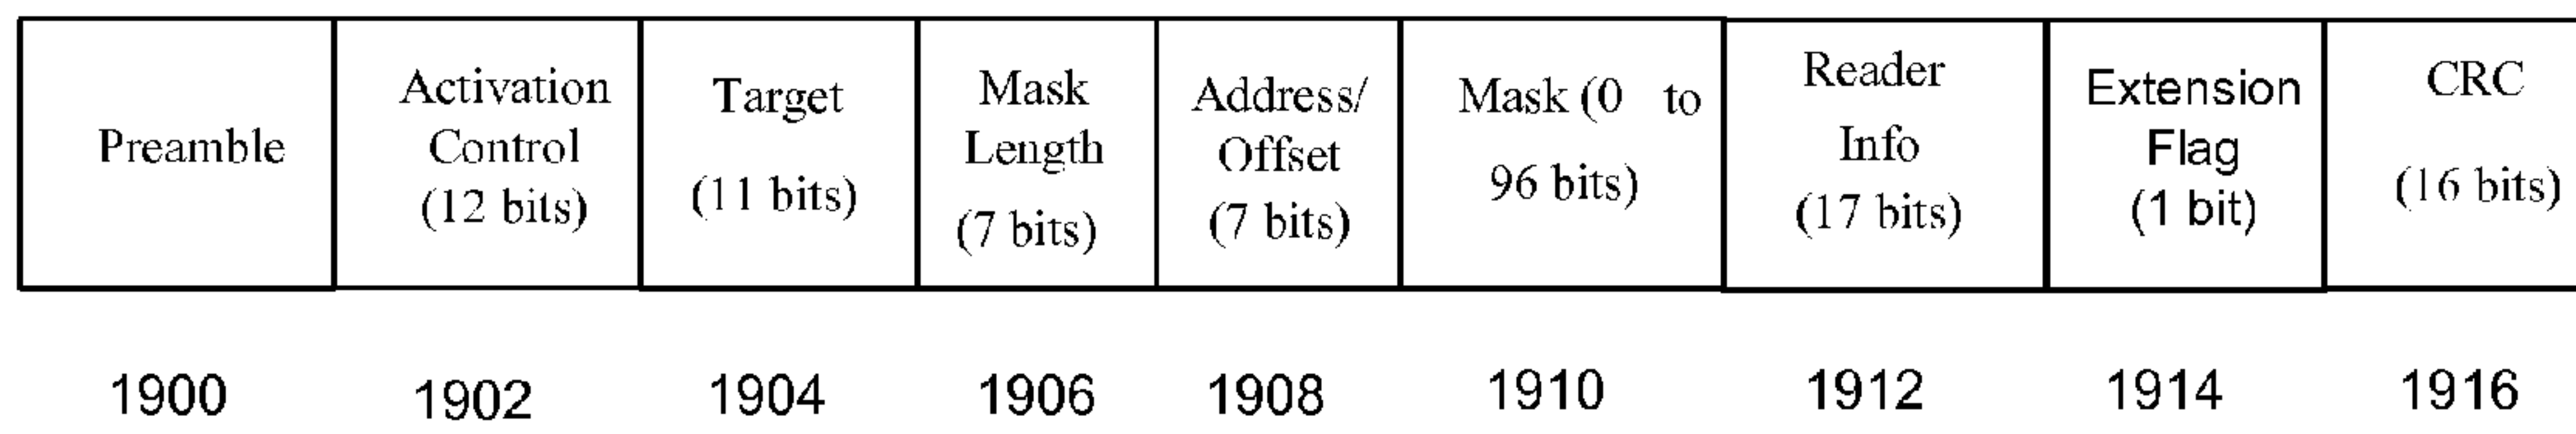 Preamble
Activation
Control
(12 bits)
Target
(11 bits)
Mask
Length
(7 bits)
Address/
Offset
(7 bits)
Mask (0 to
96 bits)
Reader
Info
(17 bits)
Extension
Flag
(1 bit)
CRC
(16 bits)
1900 1902 1904 1906 1908 1910 1912 1914 1916